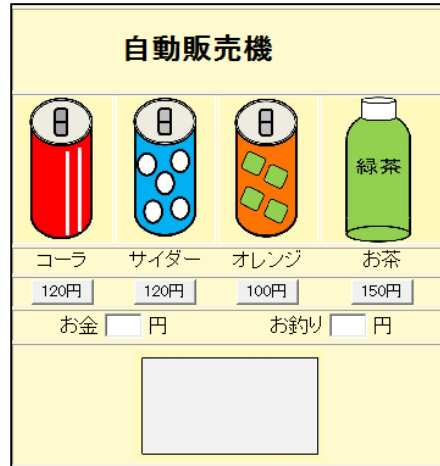 自動販売機
緑茶
コーラ サイダー オレンジ お茶
120円 120円 100円 150円
お金 円 お釣り 円